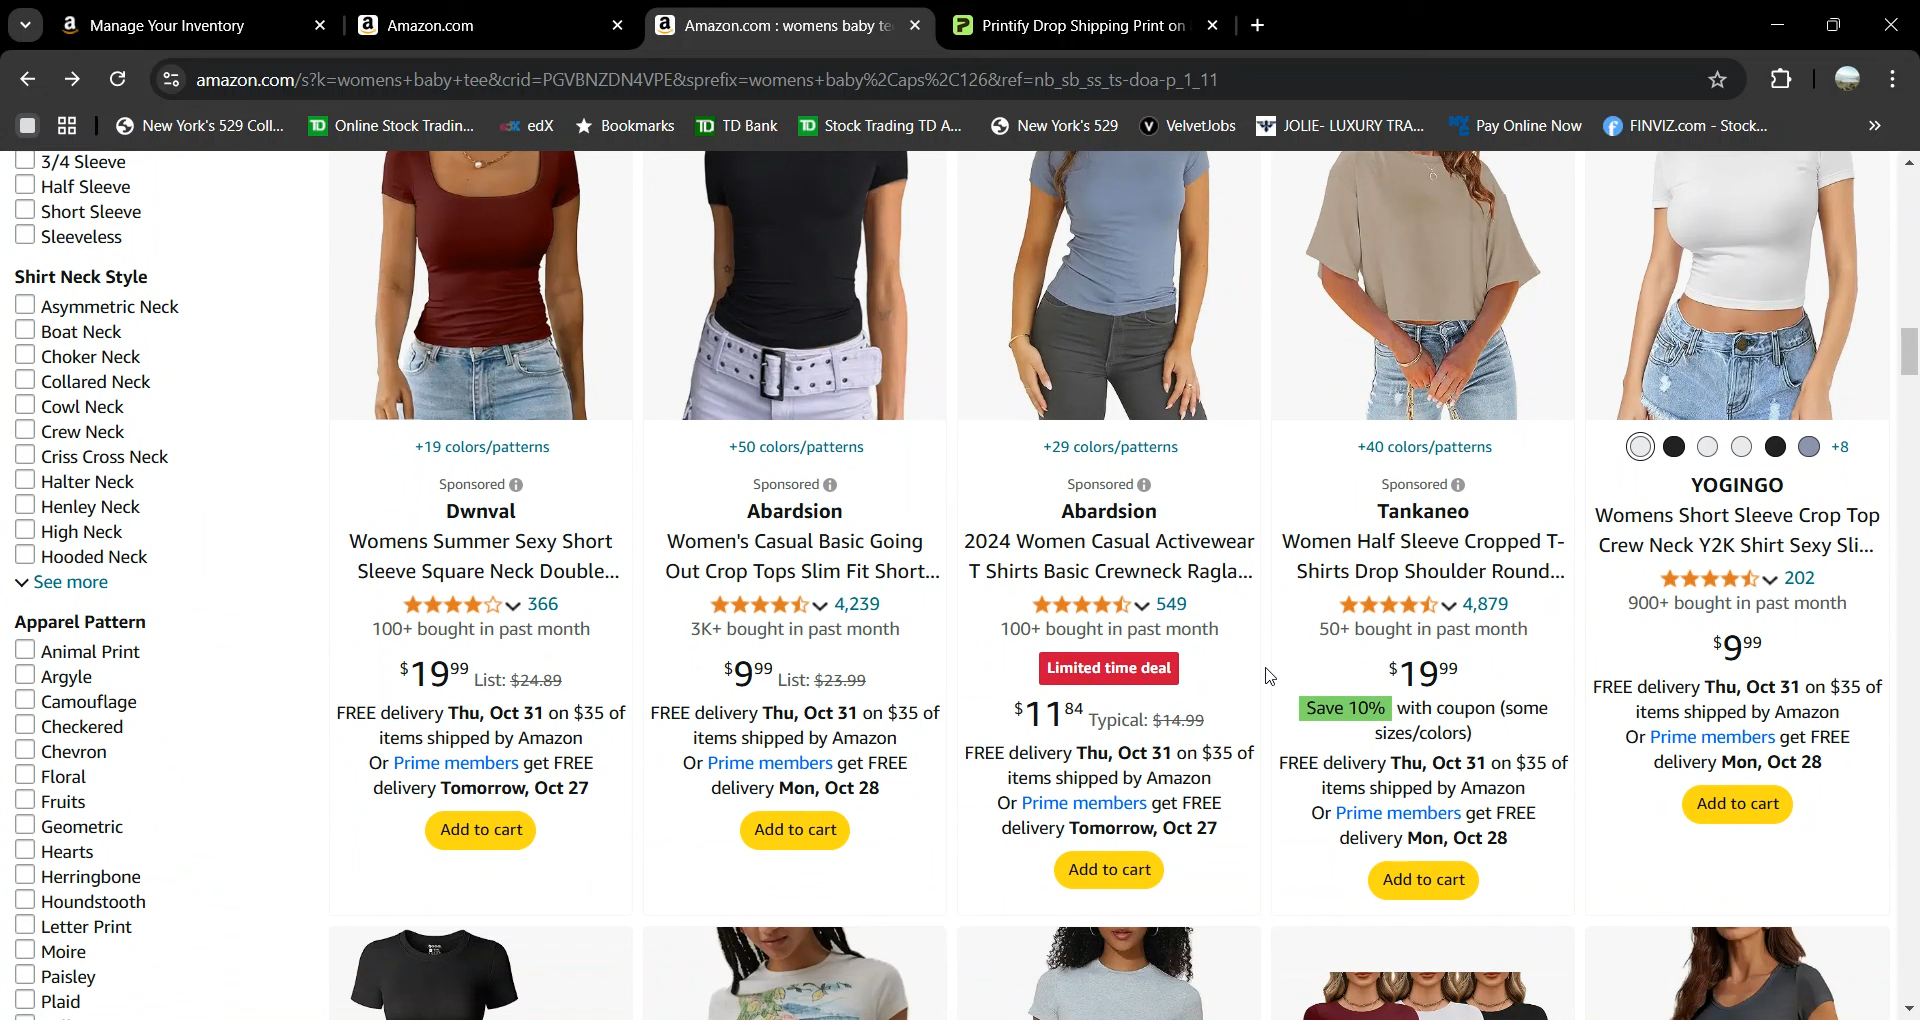 Manage Your Inventory
Amazon.com
Amazon.com : womens baby te
Printify Drop Shipping Print on
amazon.com/s?k=womens+baby+tee&crid=PGVBNZDN4VPE&sprefix=womens+baby%2Caps%2C126&ref=nb_sb_ss_ts-doa-p_1_11
New York's 529 Coll...
Online Stock Tradin...
edX
Bookmarks
TD Bank
Stock Trading TD A...
New York's 529
VelvetJobs
JOLIE- LUXURY TRA...
Pay Online Now
FINVIZ.com - Stock...
3/4 Sleeve
Half Sleeve
Short Sleeve
Sleeveless
Shirt Neck Style
Asymmetric Neck
Boat Neck
Choker Neck
Collared Neck
Cowl Neck
Crew Neck
Criss Cross Neck
Halter Neck
Henley Neck
High Neck
Hooded Neck
See more
Apparel Pattern
Animal Print
Argyle
Camouflage
Checkered
Chevron
Floral
Fruits
Geometric
Hearts
Herringbone
Houndstooth
Letter Print
Moire
Paisley
Plaid
+19 colors/patterns
Sponsored
Dwnval
Womens Summer Sexy Short
Sleeve Square Neck Double...
366
100+ bought in past month
$19.99 List: $24.89
FREE delivery Thu, Oct 31 on $35 of
items shipped by Amazon
Or Prime members get FREE
delivery Tomorrow, Oct 27
Add to cart
+50 colors/patterns
Sponsored
Abardsion
Women's Casual Basic Going
Out Crop Tops Slim Fit Short...
4,239
3K+ bought in past month
$9.99 List: $23.99
FREE delivery Thu, Oct 31 on $35 of
items shipped by Amazon
Or Prime members get FREE
delivery Mon, Oct 28
Add to cart
+29 colors/patterns
Sponsored
Abardsion
2024 Women Casual Activewear
T Shirts Basic Crewneck Ragla...
549
100+ bought in past month
Limited time deal
$11.84 Typical: $14.99
FREE delivery Thu, Oct 31 on $35 of
items shipped by Amazon
Or Prime members get FREE
delivery Tomorrow, Oct 27
Add to cart
+40 colors/patterns
Sponsored
Tankaneo
Women Half Sleeve Cropped T-
Shirts Drop Shoulder Round...
4,879
50+ bought in past month
$19.99
Save 10% with coupon (some
sizes/colors)
FREE delivery Thu, Oct 31 on $35 of
items shipped by Amazon
Or Prime members get FREE
delivery Mon, Oct 28
Add to cart
+8
YOGINGO
Womens Short Sleeve Crop Top
Crew Neck Y2K Shirt Sexy Sli...
202
900+ bought in past month
$9.99
FREE delivery Thu, Oct 31 on $35 of
items shipped by Amazon
Or Prime members get FREE
delivery Mon, Oct 28
Add to cart